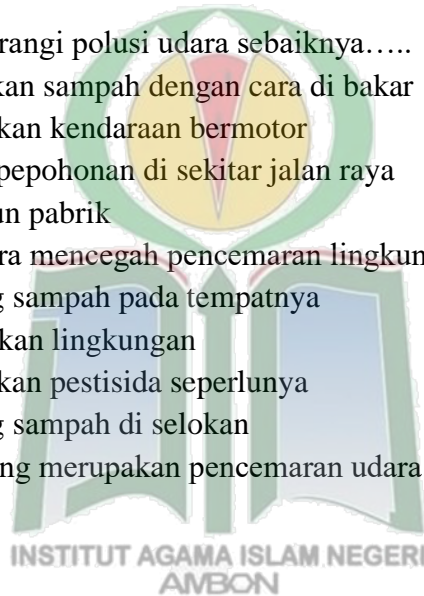 rangi polusi udara sebaiknya…..
kan sampah dengan cara di bakar
kan kendaraan bermotor
pepohonan di sekitar jalan raya
un pabrik
ra mencegah pencemaran lingkun
g sampah pada tempatnya
kan lingkungan
kan pestisida seperlunya
g sampah di selokan
ng merupakan pencemaran udara
INSTITUT AGAMA ISLAM NEGERI
AMBON